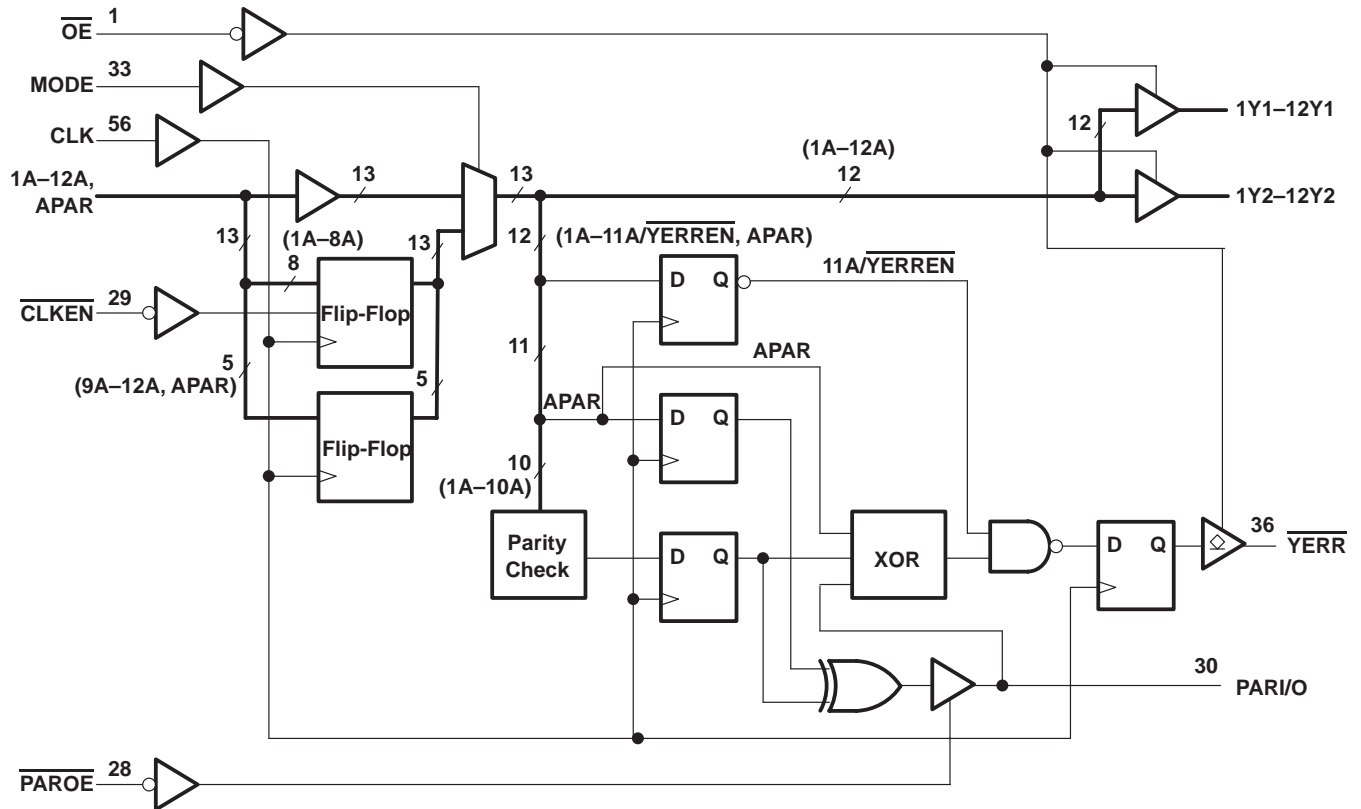 OE 1
MODE 33
CLK 56
1A–12A,
APAR
13
13
(1A–12A)
12
12
1Y1–12Y1
1Y2–12Y2
13
(1A–8A)
8
13
12
(1A–11A/YERREN, APAR)
11A/YERREN
CLKEN 29
Flip-Flop
D Q
5
(9A–12A, APAR)
5
11
APAR
APAR
Flip-Flop
D Q
10
(1A–10A)
Parity
Check
D Q
XOR
D Q
36
YERR
30
PARI/O
PAROE 28